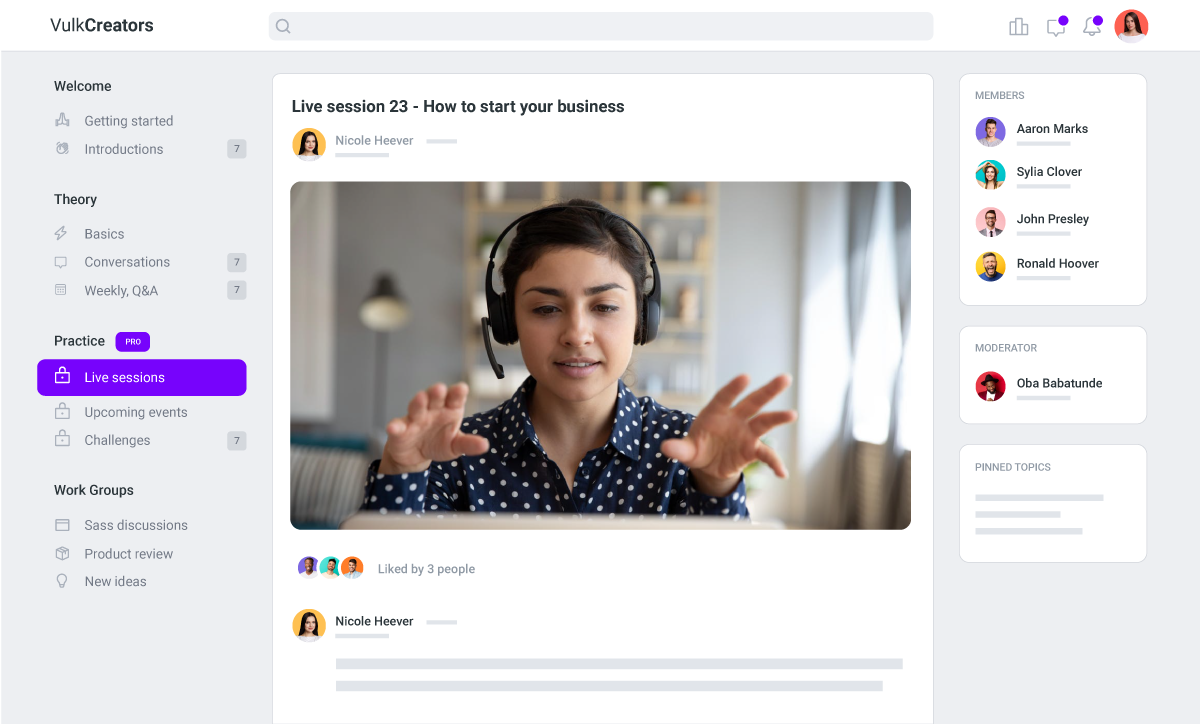 VulkCreators
Welcome
Getting started
Introductions 7
Theory
Basics
Conversations 7
Weekly, Q&A 7
Practice PRO
Live sessions
Upcoming events
Challenges 7
Work Groups
Sass discussions
Product review
New ideas
Live session 23 - How to start your business
Nicole Heever
Liked by 3 people
Nicole Heever
MEMBERS
Aaron Marks
Sylia Clover
John Presley
Ronald Hoover
MODERATOR
Oba Babatunde
PINNED TOPICS